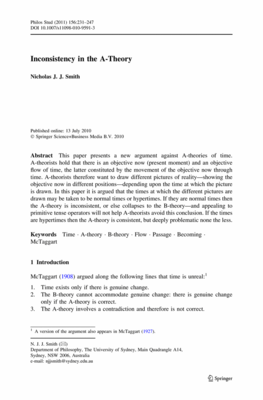 Philos Stud (2011) 156:231–247
DOI 10.1007/s11098-010-9591-3
Inconsistency in the A-Theory
Nicholas J. J. Smith
Published online: 13 July 2010
© Springer Science+Business Media B.V. 2010
Abstract This paper presents a new argument against A-theories of time.
A-theorists hold that there is an objective now (present moment) and an objective
flow of time, the latter constituted by the movement of the objective now through
time. A-theorists therefore want to draw different pictures of reality—showing the
objective now in different positions—depending upon the time at which the picture
is drawn. In this paper it is argued that the times at which the different pictures are
drawn may be taken to be normal times or hypertimes. If they are normal times then
the A-theory is inconsistent, or else collapses to the B-theory—and appealing to
primitive tense operators will not help A-theorists avoid this conclusion. If the times
are hypertimes then the A-theory is consistent, but deeply problematic none the less.
Keywords Time · A-theory · B-theory · Flow · Passage · Becoming ·
McTaggart
1 Introduction
McTaggart (1908) argued along the following lines that time is unreal:1
1. Time exists only if there is genuine change.
2. The B-theory cannot accommodate genuine change: there is genuine change
only if the A-theory is correct.
3. The A-theory involves a contradiction and therefore is not correct.
1 A version of the argument also appears in McTaggart (1927).
N. J. J. Smith (✉)
Department of Philosophy, The University of Sydney, Main Quadrangle A14,
Sydney, NSW 2006, Australia
e-mail: njjsmith@sydney.edu.au
Springer